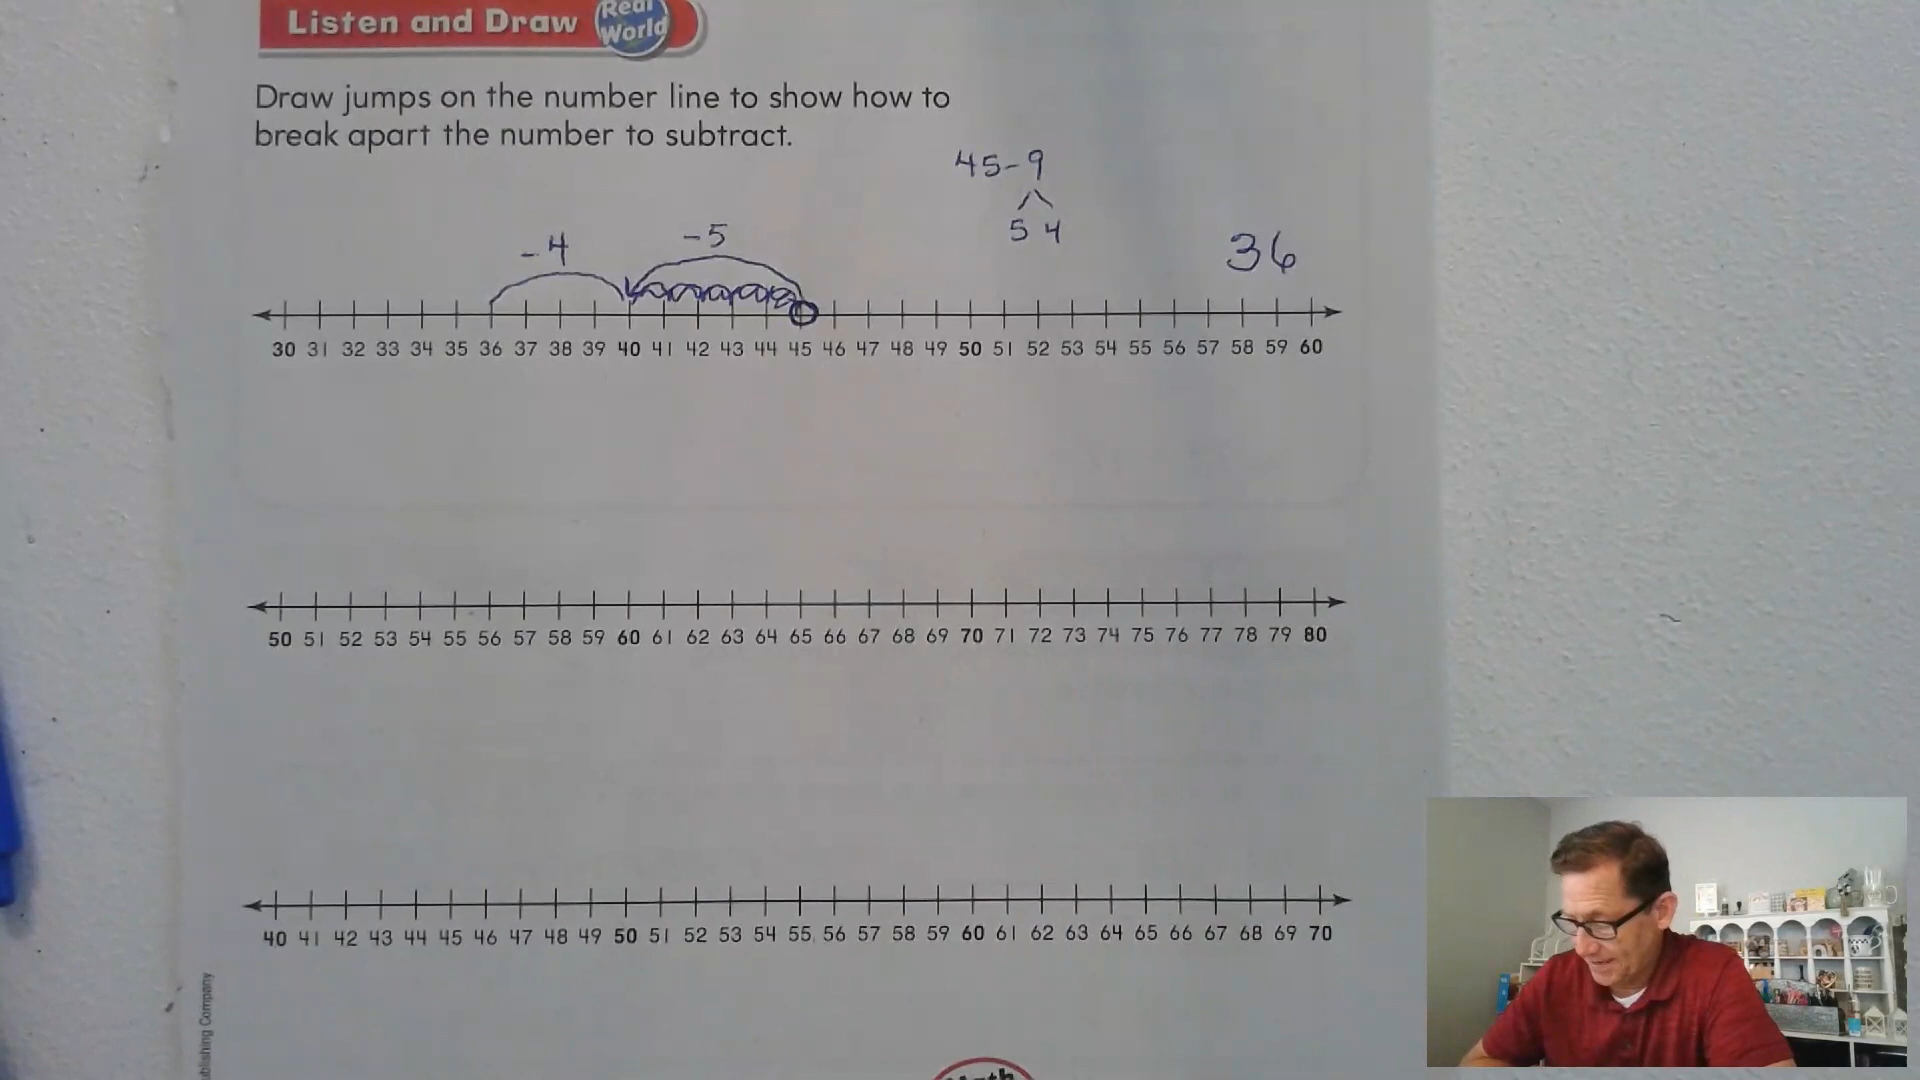 Listen and Draw Real World
Draw jumps on the number line to show how to
break apart the number to subtract.
45-9
5 4
-4 -5 36
30 31 32 33 34 35 36 37 38 39 40 41 42 43 44 45 46 47 48 49 50 51 52 53 54 55 56 57 58 59 60
50 51 52 53 54 55 56 57 58 59 60 61 62 63 64 65 66 67 68 69 70 71 72 73 74 75 76 77 78 79 80
40 41 42 43 44 45 46 47 48 49 50 51 52 53 54 55 56 57 58 59 60 61 62 63 64 65 66 67 68 69 70
Company
Math